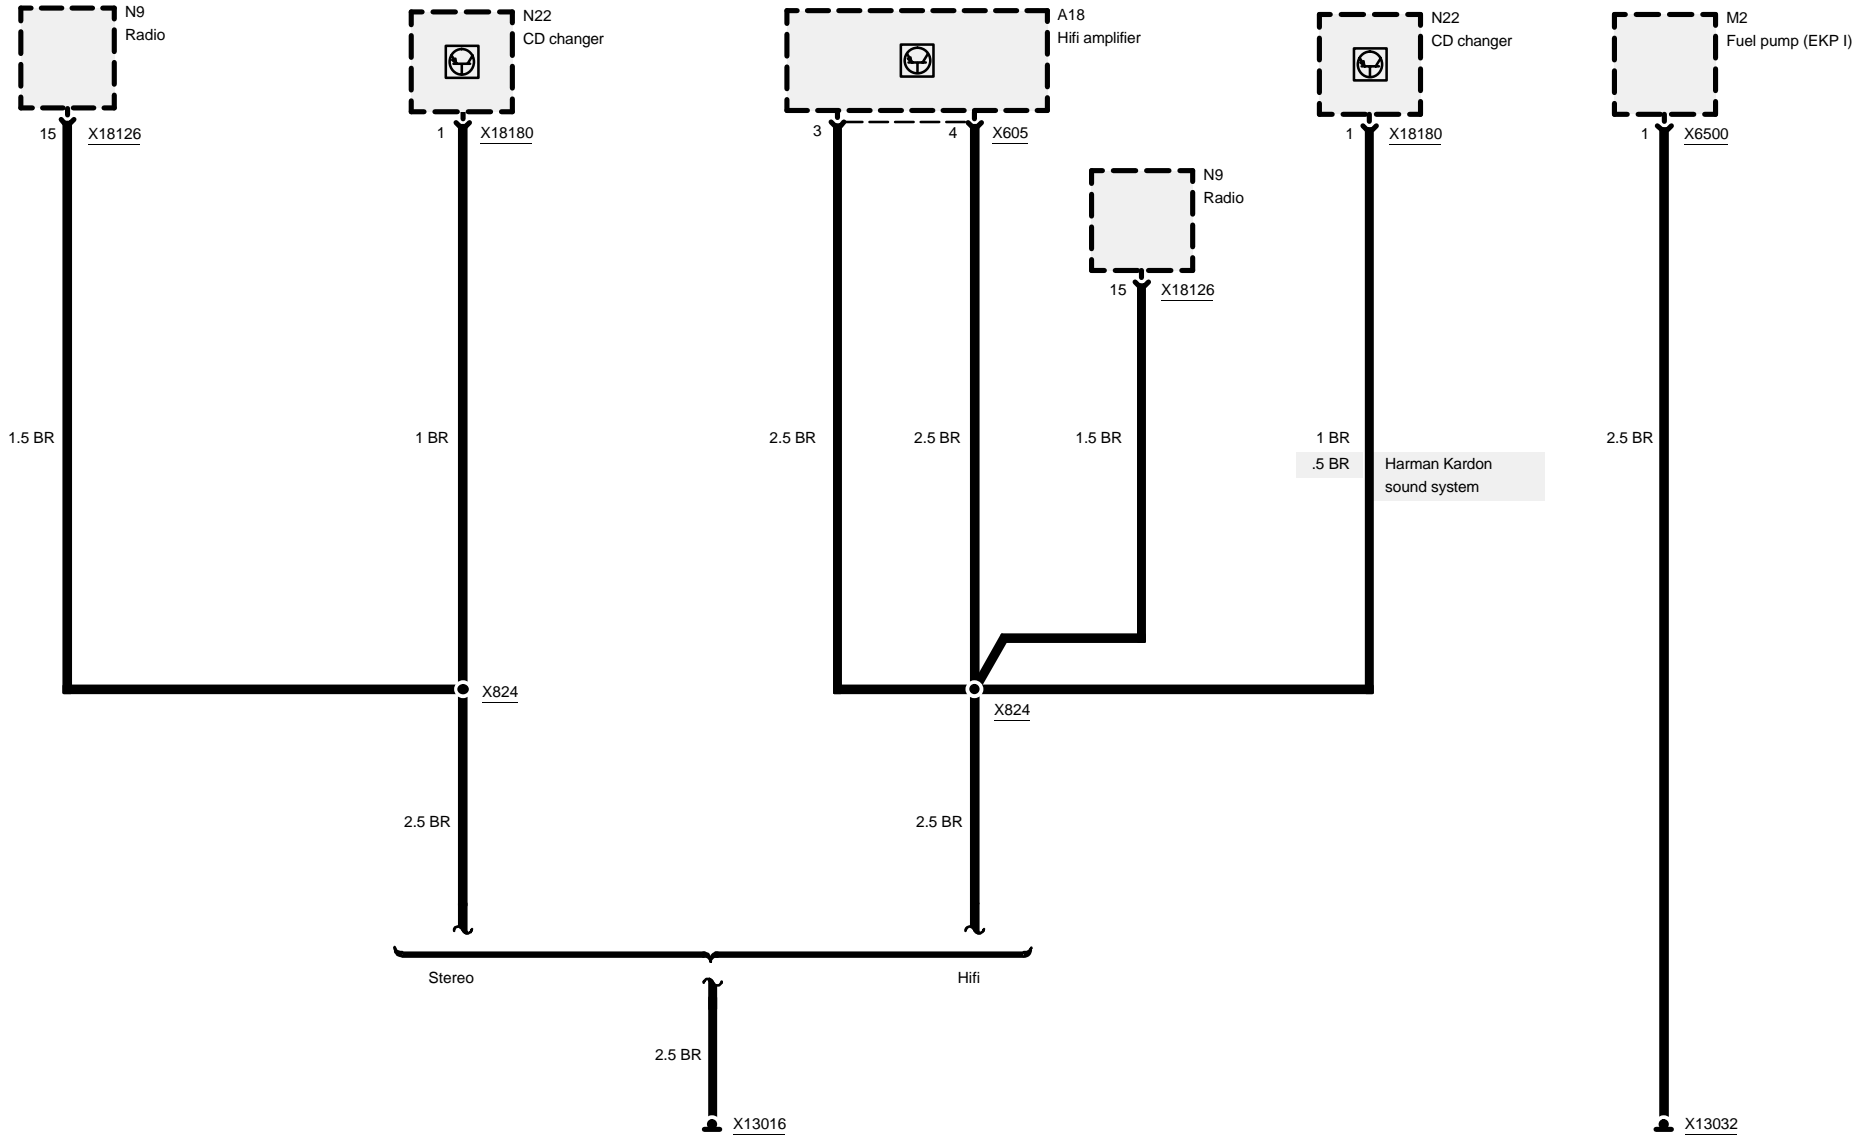 N9
Radio
N22
CD changer
A18
Hifi amplifier
N22
CD changer
M2
Fuel pump (EKP I)
15 X18126
1 X18180
3 4 X605
1 X18180
1 X6500
N9
Radio
15 X18126
1.5 BR
1 BR
2.5 BR
2.5 BR
1.5 BR
1 BR
2.5 BR
.5 BR Harman Kardon
sound system
X824
X824
2.5 BR
2.5 BR
Stereo
Hifi
2.5 BR
X13016
X13032